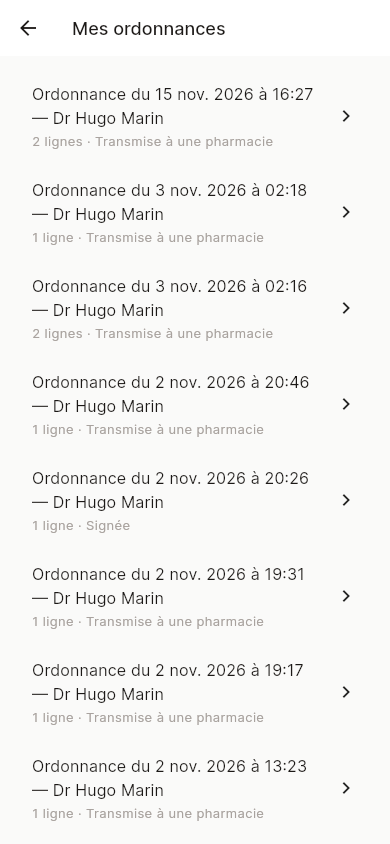 Mes ordonnances
Ordonnance du 15 nov. 2026 à 16:27
— Dr Hugo Marin
2 lignes · Transmise à une pharmacie
Ordonnance du 3 nov. 2026 à 02:18
— Dr Hugo Marin
1 ligne · Transmise à une pharmacie
Ordonnance du 3 nov. 2026 à 02:16
— Dr Hugo Marin
2 lignes · Transmise à une pharmacie
Ordonnance du 2 nov. 2026 à 20:46
— Dr Hugo Marin
1 ligne · Transmise à une pharmacie
Ordonnance du 2 nov. 2026 à 20:26
— Dr Hugo Marin
1 ligne · Signée
Ordonnance du 2 nov. 2026 à 19:31
— Dr Hugo Marin
1 ligne · Transmise à une pharmacie
Ordonnance du 2 nov. 2026 à 19:17
— Dr Hugo Marin
1 ligne · Transmise à une pharmacie
Ordonnance du 2 nov. 2026 à 13:23
— Dr Hugo Marin
1 ligne · Transmise à une pharmacie